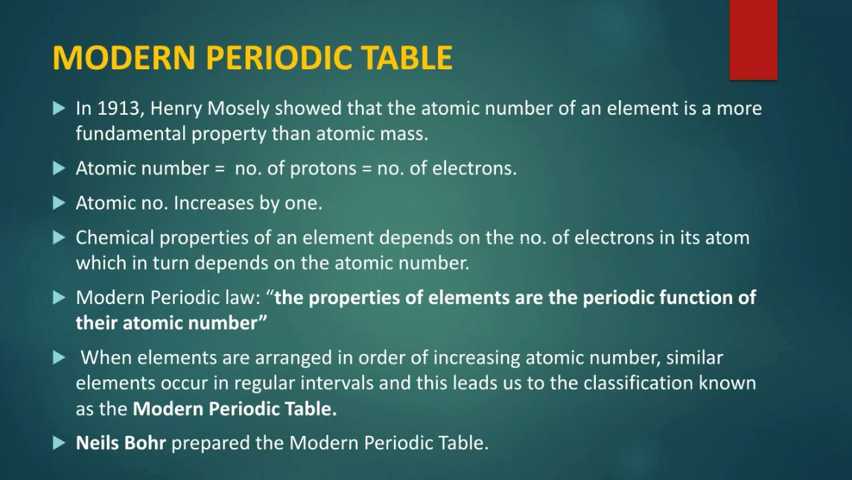 MODERN PERIODIC TABLE
In 1913, Henry Mosely showed that the atomic number of an element is a more
fundamental property than atomic mass.
Atomic number = no. of protons = no. of electrons.
Atomic no. Increases by one.
Chemical properties of an element depends on the no. of electrons in its atom
which in turn depends on the atomic number.
Modern Periodic law: “the properties of elements are the periodic function of
their atomic number”
When elements are arranged in order of increasing atomic number, similar
elements occur in regular intervals and this leads us to the classification known
as the Modern Periodic Table.
Neils Bohr prepared the Modern Periodic Table.